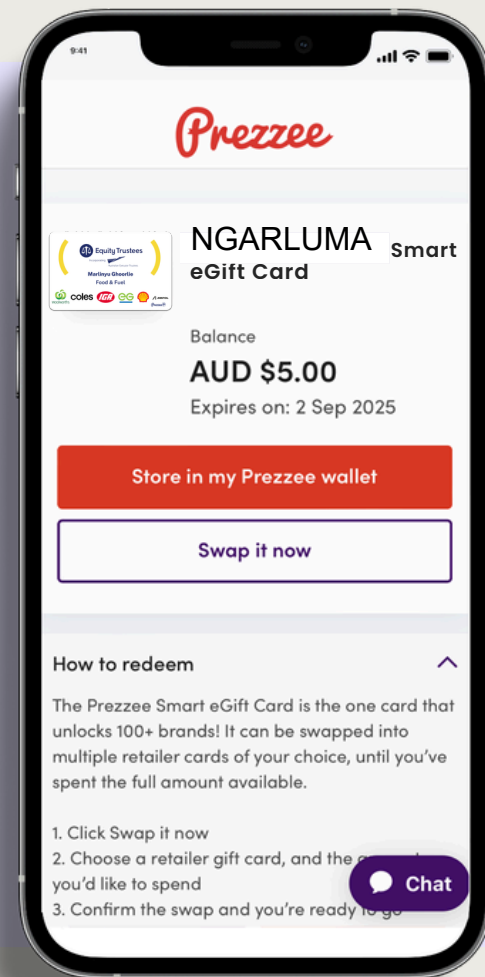 9:41
Prezzee
Equity Trustees
Marlinyu Ghoorlie
Food & Fuel
coles IGA EG
NGARLUMA Smart
eGift Card
Balance
AUD $5.00
Expires on: 2 Sep 2025
Store in my Prezzee wallet
Swap it now
How to redeem
The Prezzee Smart eGift Card is the one card that
unlocks 100+ brands! It can be swapped into
multiple retailer cards of your choice, until you’ve
spent the full amount available.
1. Click Swap it now
2. Choose a retailer gift card, and the
you’d like to spend
Chat
3. Confirm the swap and you’re ready to go